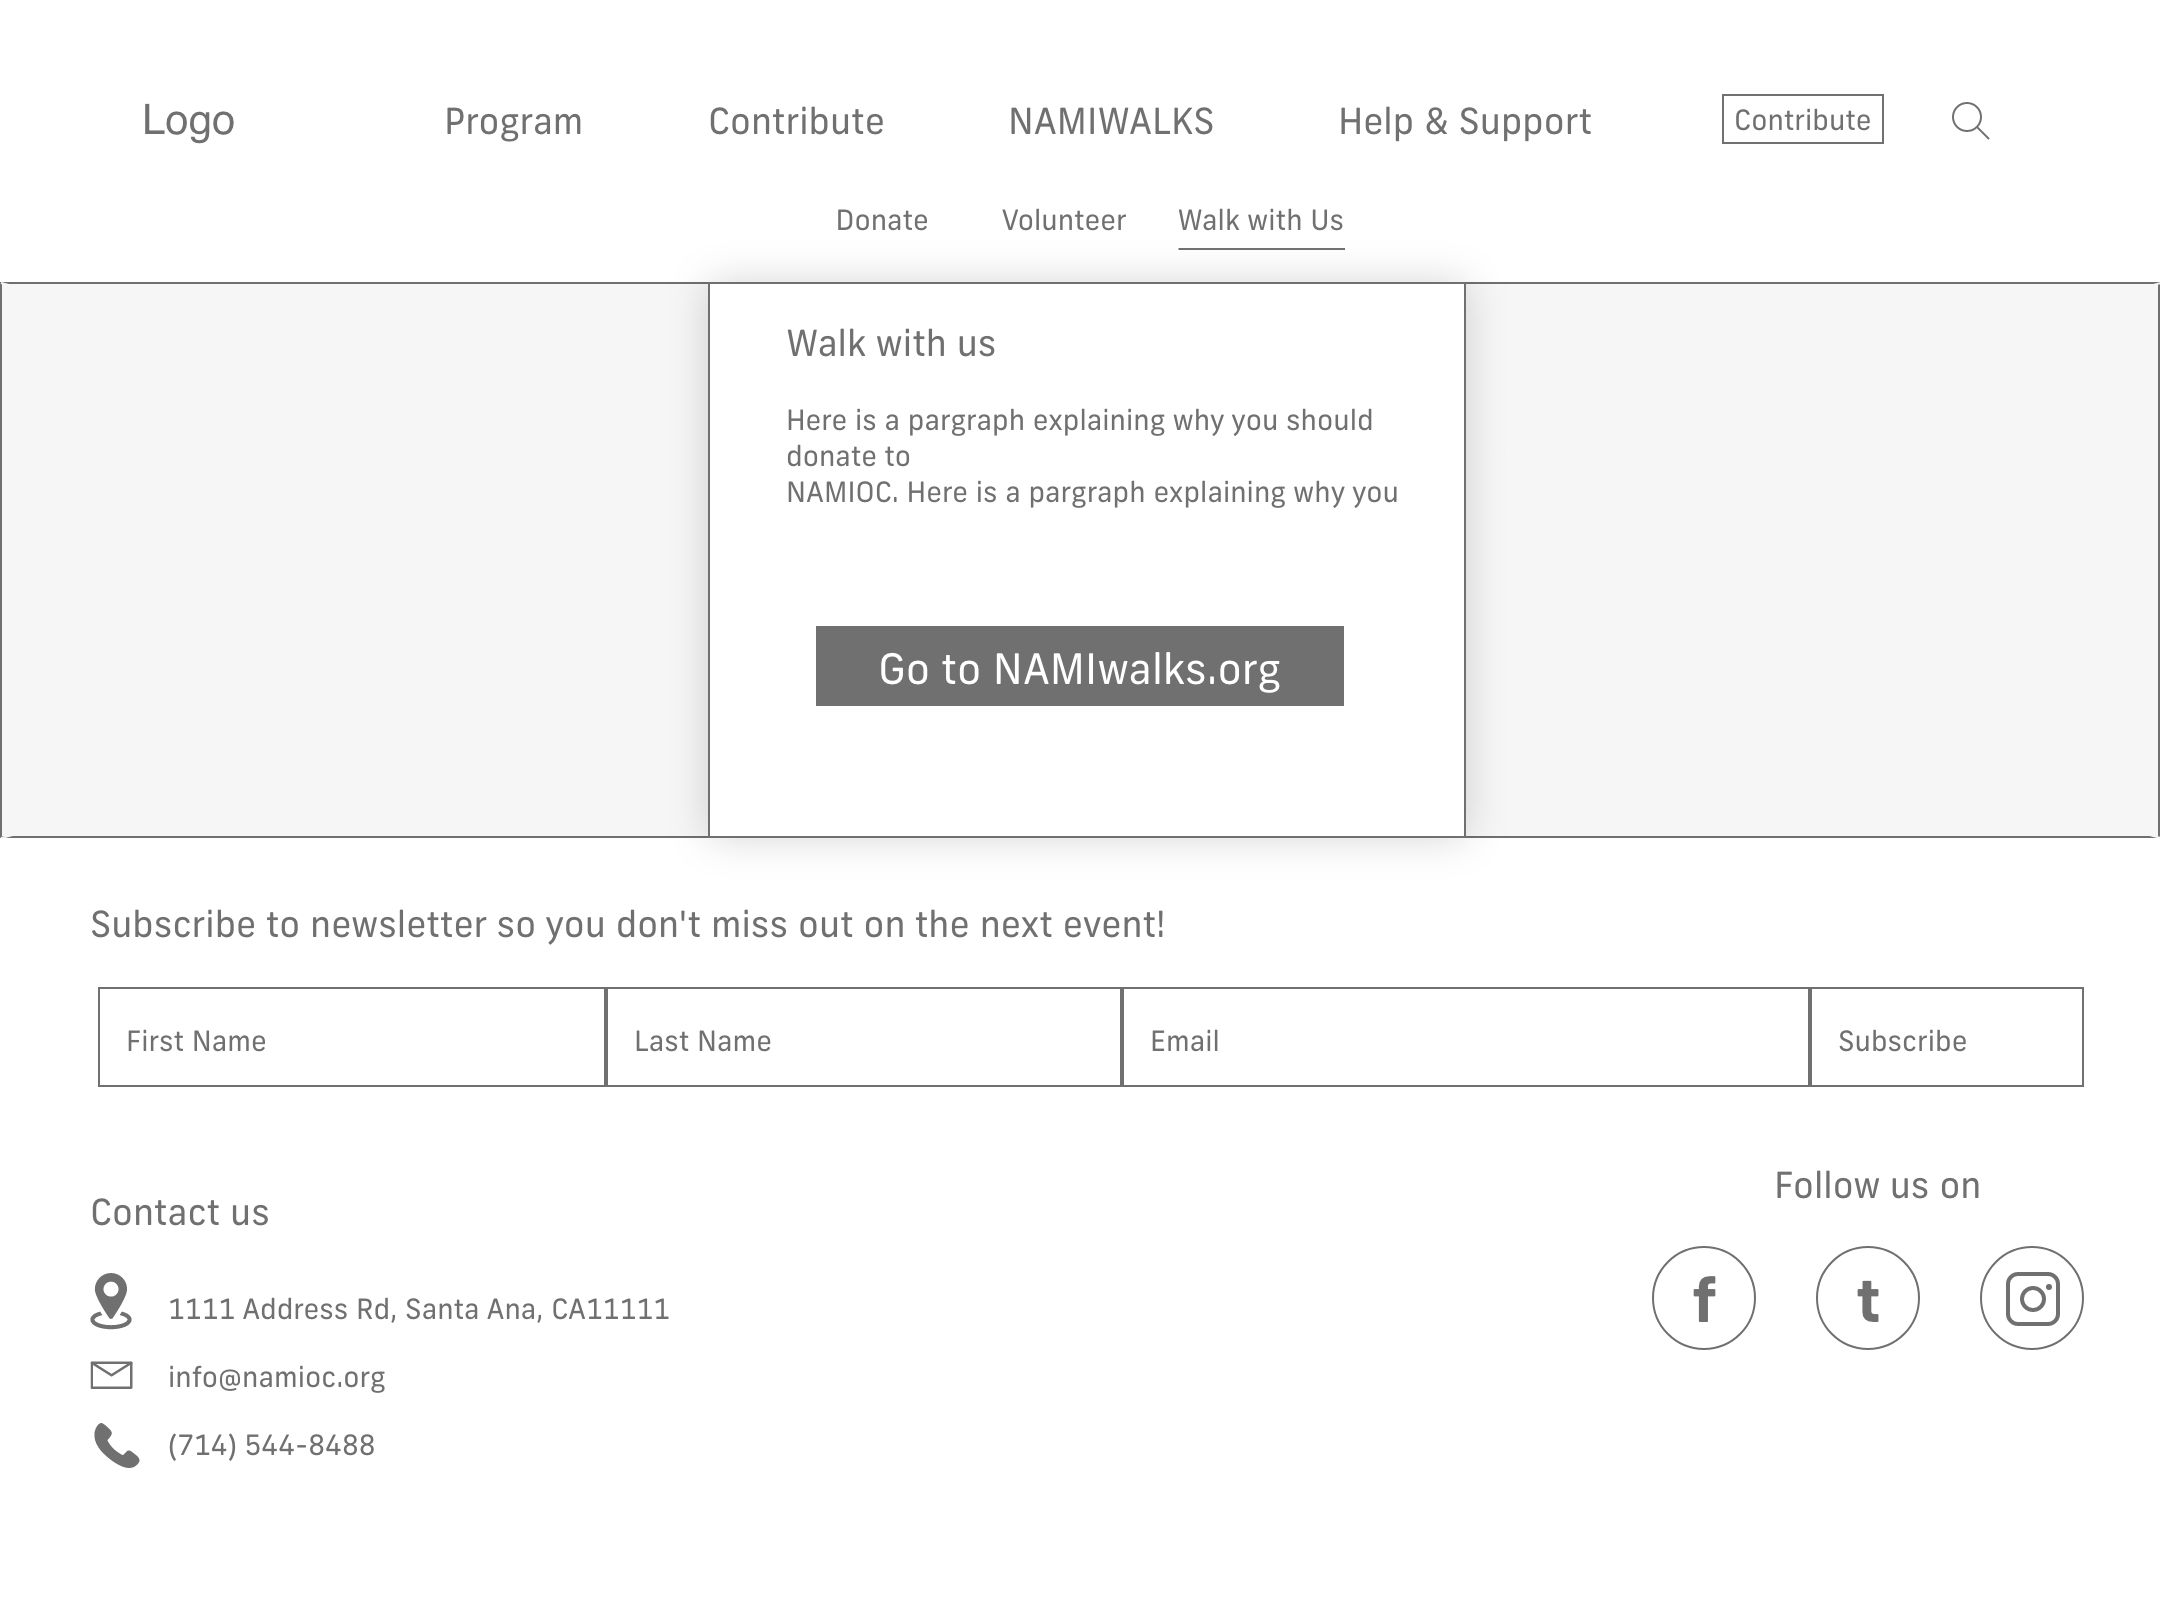 Logo
Program
Contribute
NAMIWALKS
Help & Support
Contribute
Donate
Volunteer
Walk with Us
Walk with us
Here is a pargraph explaining why you should
donate to
NAMIOC. Here is a pargraph explaining why you
Go to NAMIwalks.org
Subscribe to newsletter so you don't miss out on the next event!
First Name
Last Name
Email
Subscribe
Contact us
1111 Address Rd, Santa Ana, CA11111
info@namioc.org
(714) 544-8488
Follow us on
f
t